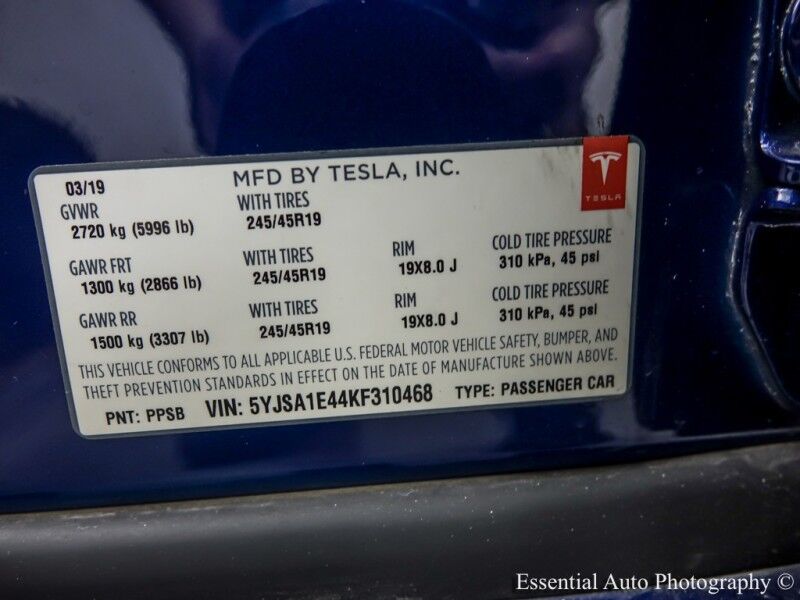 03/19 MFD BY TESLA, INC.
TESLA
GVWR WITH TIRES
2720 kg (5996 lb) 245/45R19
GAWR FRT WITH TIRES RIM COLD TIRE PRESSURE
1300 kg (2866 lb) 245/45R19 19X8.0 J 310 kPa, 45 psi
GAWR RR WITH TIRES RIM COLD TIRE PRESSURE
1500 kg (3307 lb) 245/45R19 19X8.0 J 310 kPa, 45 psi
THIS VEHICLE CONFORMS TO ALL APPLICABLE U.S. FEDERAL MOTOR VEHICLE SAFETY, BUMPER, AND
THEFT PREVENTION STANDARDS IN EFFECT ON THE DATE OF MANUFACTURE SHOWN ABOVE.
PNT: PPSB VIN: 5YJSA1E44KF310468 TYPE: PASSENGER CAR
Essential Auto Photography ©